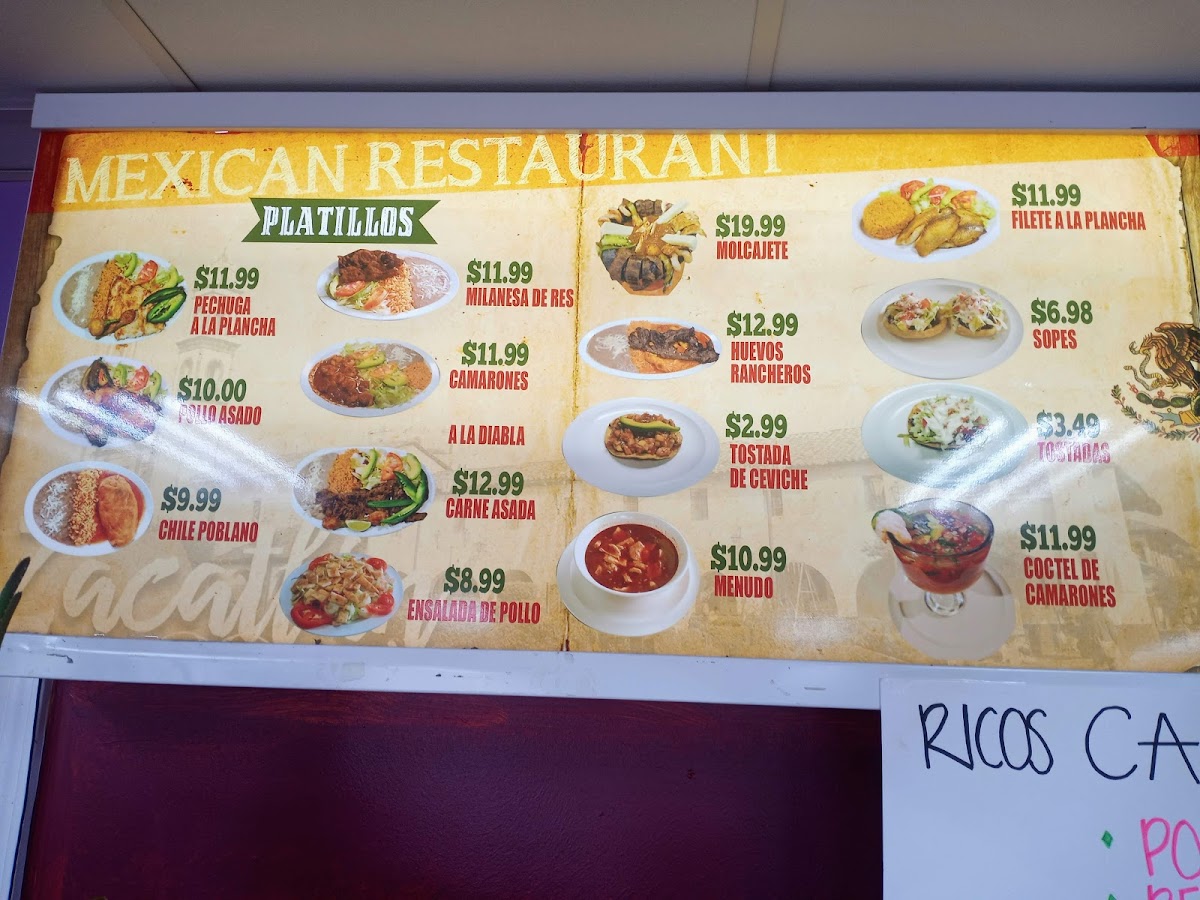 MEXICAN RESTAURANT
PLATILLOS
$11.99
PECHUGA
A LA PLANCHA
$10.00
POLLO ASADO
$9.99
CHILE POBLANO
$11.99
MILANESA DE RES
$11.99
CAMARONES
A LA DIABLA
$12.99
CARNE ASADA
$8.99
ENSALADA DE POLLO
$19.99
MOLCAJETE
$12.99
HUEVOS
RANCHEROS
$2.99
TOSTADA
DE CEVICHE
$10.99
MENUDO
$11.99
FILETE A LA PLANCHA
$6.98
SOPES
$3.49
TOSTADAS
$11.99
COCTEL DE
CAMARONES
RICOS CA
PO